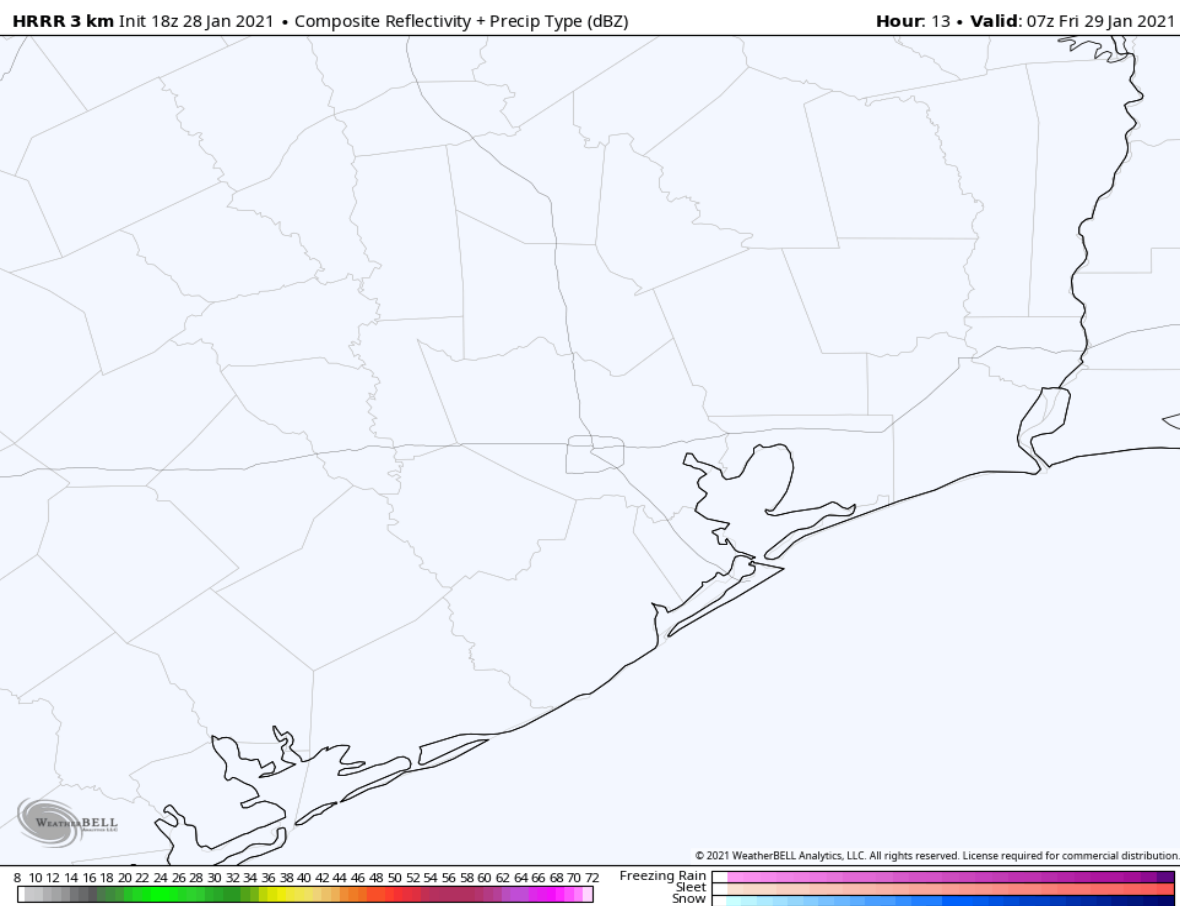 HRRR 3 km Init 18z 28 Jan 2021 • Composite Reflectivity + Precip Type (dBZ)
Hour: 13 • Valid: 07z Fri 29 Jan 2021
WEATHERBELL
ANALYTICS LLC
© 2021 WeatherBELL Analytics, LLC. All rights reserved. License required for commercial distribution.
8 10 12 14 16 18 20 22 24 26 28 30 32 34 36 38 40 42 44 46 48 50 52 54 56 58 60 62 64 66 68 70 72
Freezing Rain
Sleet
Snow